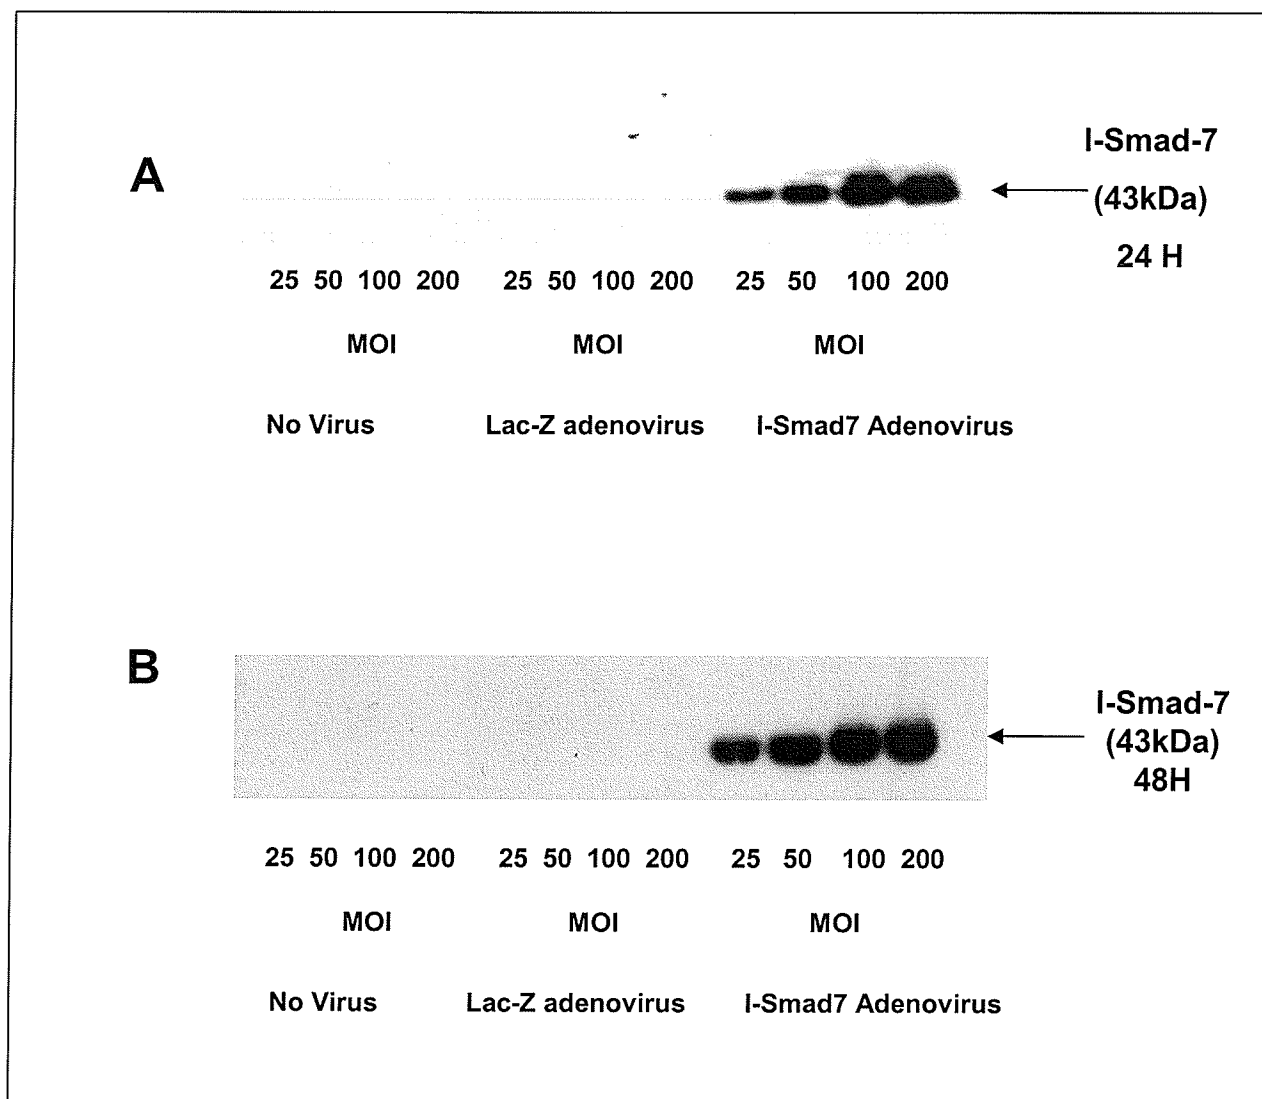 A
I-Smad-7
(43kDa)
24 H
25 50 100 200 25 50 100 200 25 50 100 200
MOI MOI MOI
No Virus Lac-Z adenovirus I-Smad7 Adenovirus
B
I-Smad-7
(43kDa)
48H
25 50 100 200 25 50 100 200 25 50 100 200
MOI MOI MOI
No Virus Lac-Z adenovirus I-Smad7 Adenovirus